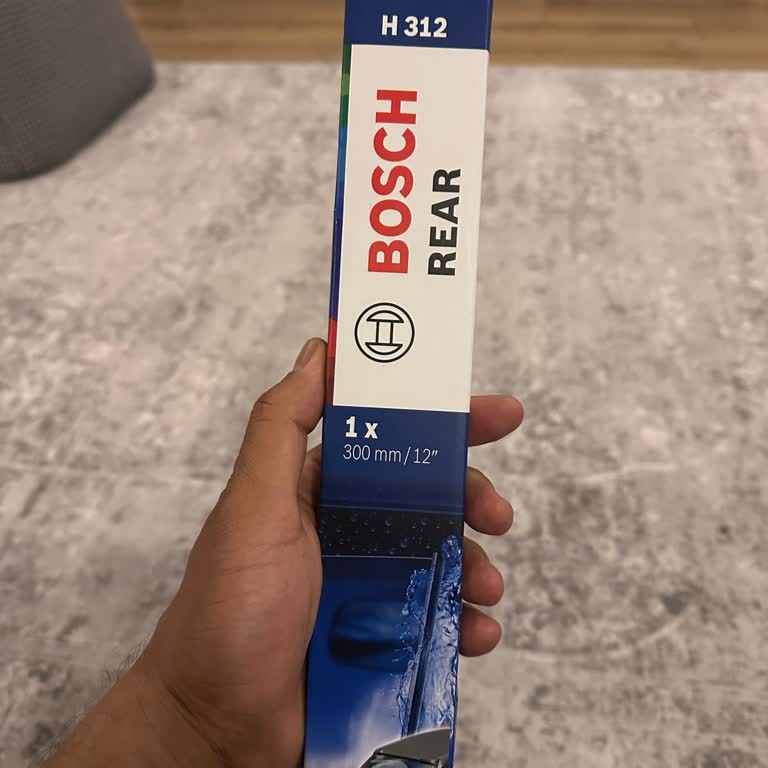 H 312
BOSCH
REAR
1 x
300 mm / 12″